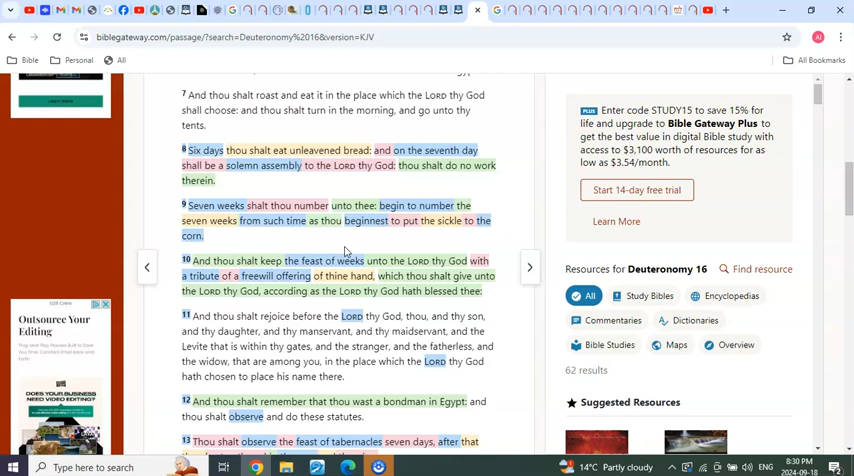 biblegateway.com/passage/?search=Deuteronomy%2016&version=KJV
Bible
Personal
All
All Bookmarks
7 And thou shalt roast and eat it in the place which the LORD thy God
shall choose: and thou shalt turn in the morning, and go unto thy
tents.
8 Six days thou shalt eat unleavened bread: and on the seventh day
shall be a solemn assembly to the LORD thy God: thou shalt do no work
therein.
9 Seven weeks shalt thou number unto thee: begin to number the
seven weeks from such time as thou beginnest to put the sickle to the
corn.
10 And thou shalt keep the feast of weeks unto the LORD thy God with
a tribute of a freewill offering of thine hand, which thou shalt give unto
the LORD thy God, according as the LORD thy God hath blessed thee:
11 And thou shalt rejoice before the LORD thy God, thou, and thy son,
and thy daughter, and thy manservant, and thy maidservant, and the
Levite that is within thy gates, and the stranger, and the fatherless, and
the widow, that are among you, in the place which the LORD thy God
hath chosen to place his name there.
12 And thou shalt remember that thou wast a bondman in Egypt: and
thou shalt observe and do these statutes.
13 Thou shalt observe the feast of tabernacles seven days, after that
Outsource Your
Editing
DOES YOUR
BUSINESS
NEED VIDEO
EDITING?
PLUS Enter code STUDY15 to save 15% for
life and upgrade to Bible Gateway Plus to
get the best value in digital Bible study with
access to $3,100 worth of resources for as
low as $3.54/month.
Start 14-day free trial
Learn More
Resources for Deuteronomy 16
Find resource
All
Study Bibles
Encyclopedias
Commentaries
Dictionaries
Bible Studies
Maps
Overview
62 results
Suggested Resources
Type here to search
14°C Partly cloudy
ENG
8:30 PM
2024-09-18